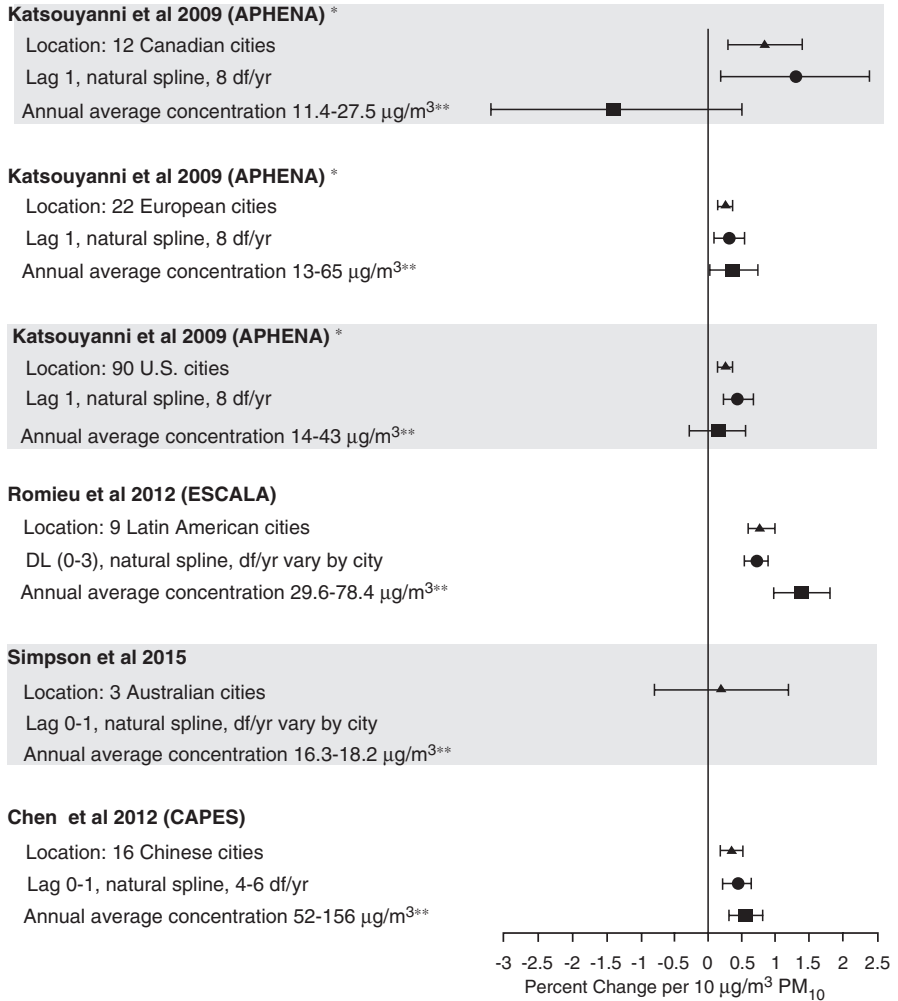 Katsouyanni et al 2009 (APHENA) *
Location: 12 Canadian cities
Lag 1, natural spline, 8 df/yr
Annual average concentration 11.4-27.5 μg/m³**
Katsouyanni et al 2009 (APHENA) *
Location: 22 European cities
Lag 1, natural spline, 8 df/yr
Annual average concentration 13-65 μg/m³**
Katsouyanni et al 2009 (APHENA) *
Location: 90 U.S. cities
Lag 1, natural spline, 8 df/yr
Annual average concentration 14-43 μg/m³**
Romieu et al 2012 (ESCALA)
Location: 9 Latin American cities
DL (0-3), natural spline, df/yr vary by city
Annual average concentration 29.6-78.4 μg/m³**
Simpson et al 2015
Location: 3 Australian cities
Lag 0-1, natural spline, df/yr vary by city
Annual average concentration 16.3-18.2 μg/m³**
Chen et al 2012 (CAPES)
Location: 16 Chinese cities
Lag 0-1, natural spline, 4-6 df/yr
Annual average concentration 52-156 μg/m³**
-3 -2.5 -2 -1.5 -1 -0.5 0 0.5 1 1.5 2 2.5
Percent Change per 10 μg/m³ PM₁₀